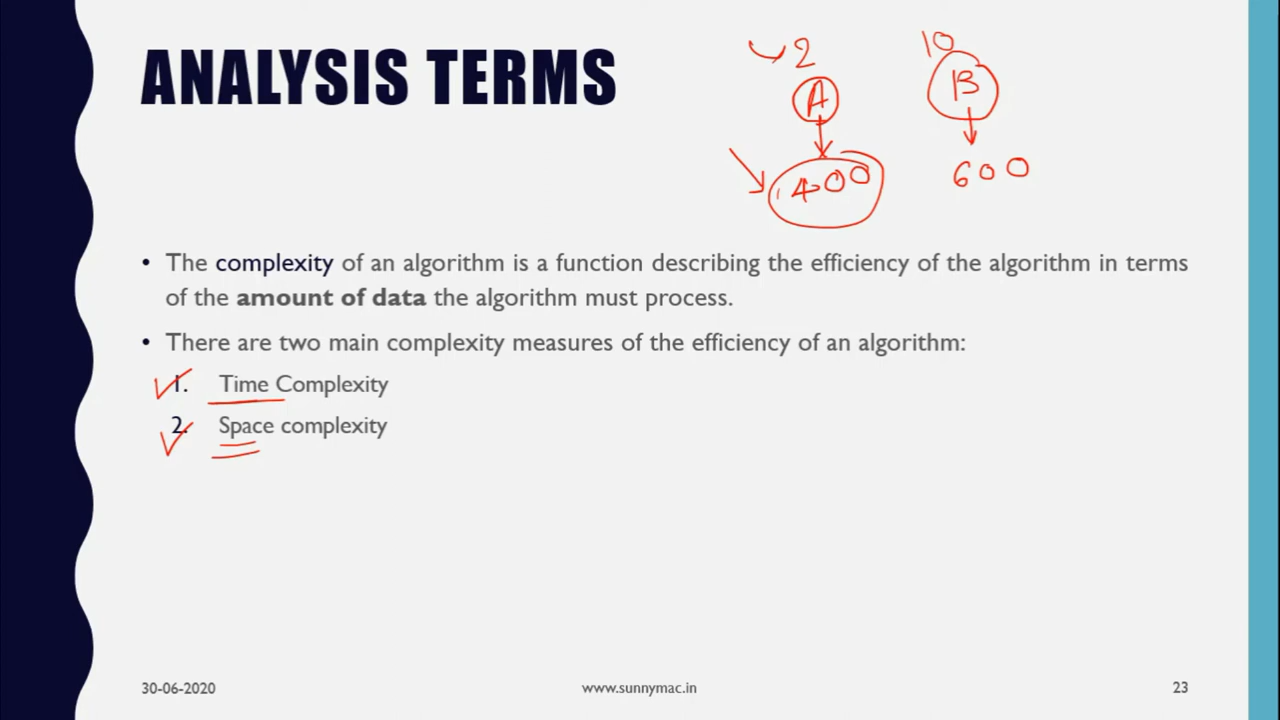 ANALYSIS TERMS
2 10
A B
400 600
• The complexity of an algorithm is a function describing the efficiency of the algorithm in terms
of the amount of data the algorithm must process.
• There are two main complexity measures of the efficiency of an algorithm:
1. Time Complexity
2. Space complexity
30-06-2020 www.sunnymac.in 23